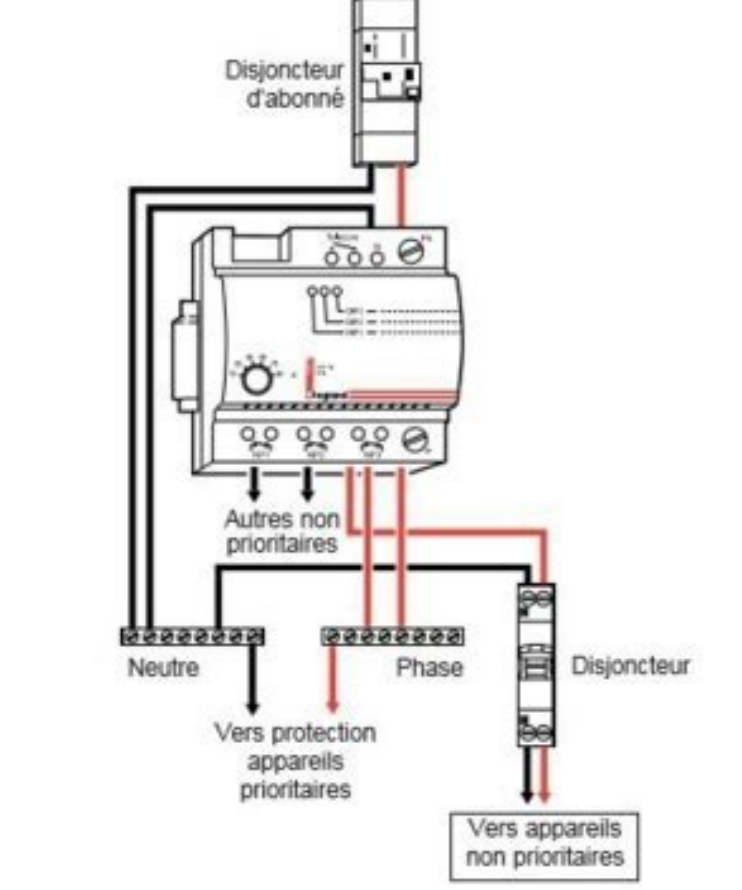 Disjoncteur
d'abonné
Autres non
prioritaires
Neutre
Phase
Disjoncteur
Vers protection
appareils
prioritaires
Vers appareils
non prioritaires